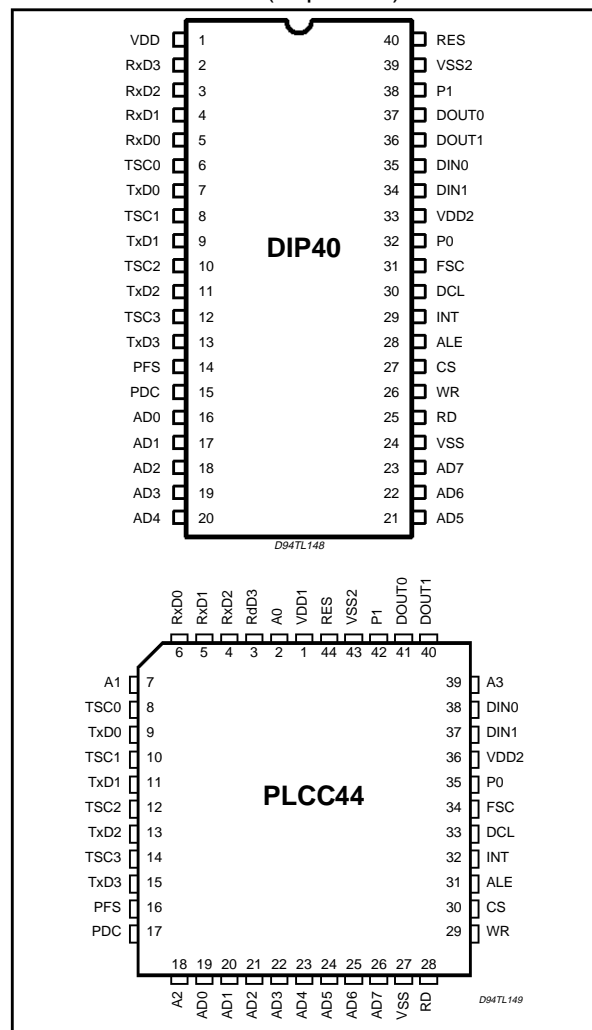 VDD 1 40 RES
RxD3 2 39 VSS2
RxD2 3 38 P1
RxD1 4 37 DOUT0
RxD0 5 36 DOUT1
TSC0 6 35 DIN0
TxD0 7 34 DIN1
TSC1 8 33 VDD2
TxD1 9 32 P0
DIP40
TSC2 10 31 FSC
TxD2 11 30 DCL
TSC3 12 29 INT
TxD3 13 28 ALE
PFS 14 27 CS
PDC 15 26 WR
AD0 16 25 RD
AD1 17 24 VSS
AD2 18 23 AD7
AD3 19 22 AD6
AD4 20 21 AD5
D94TL148
RxD0 RxD1 RxD2 RdD3 A0 VDD1 RES VSS2 P1 DOUT0 DOUT1
6 5 4 3 2 1 44 43 42 41 40
A1 7 39 A3
TSC0 8 38 DIN0
TxD0 9 37 DIN1
TSC1 10 36 VDD2
TxD1 11 35 P0
PLCC44
TSC2 12 34 FSC
TxD2 13 33 DCL
TSC3 14 32 INT
TxD3 15 31 ALE
PFS 16 30 CS
PDC 17 29 WR
18 19 20 21 22 23 24 25 26 27 28
A2 AD0 AD1 AD2 AD3 AD4 AD5 AD6 AD7 VSS RD
D94TL149